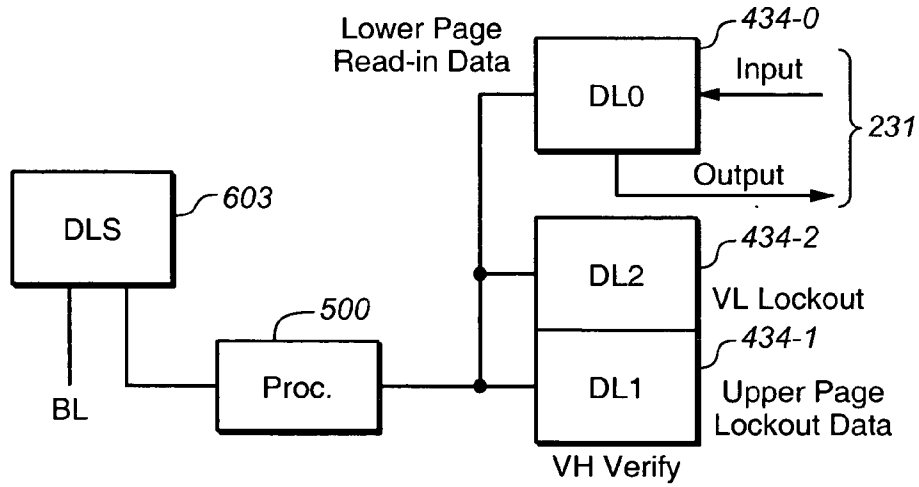 434-0
Lower Page
Read-in Data
DL0
Input
231
Output
603
DLS
434-2
DL2
VL Lockout
500
434-1
Proc.
DL1
BL
Upper Page
Lockout Data
VH Verify